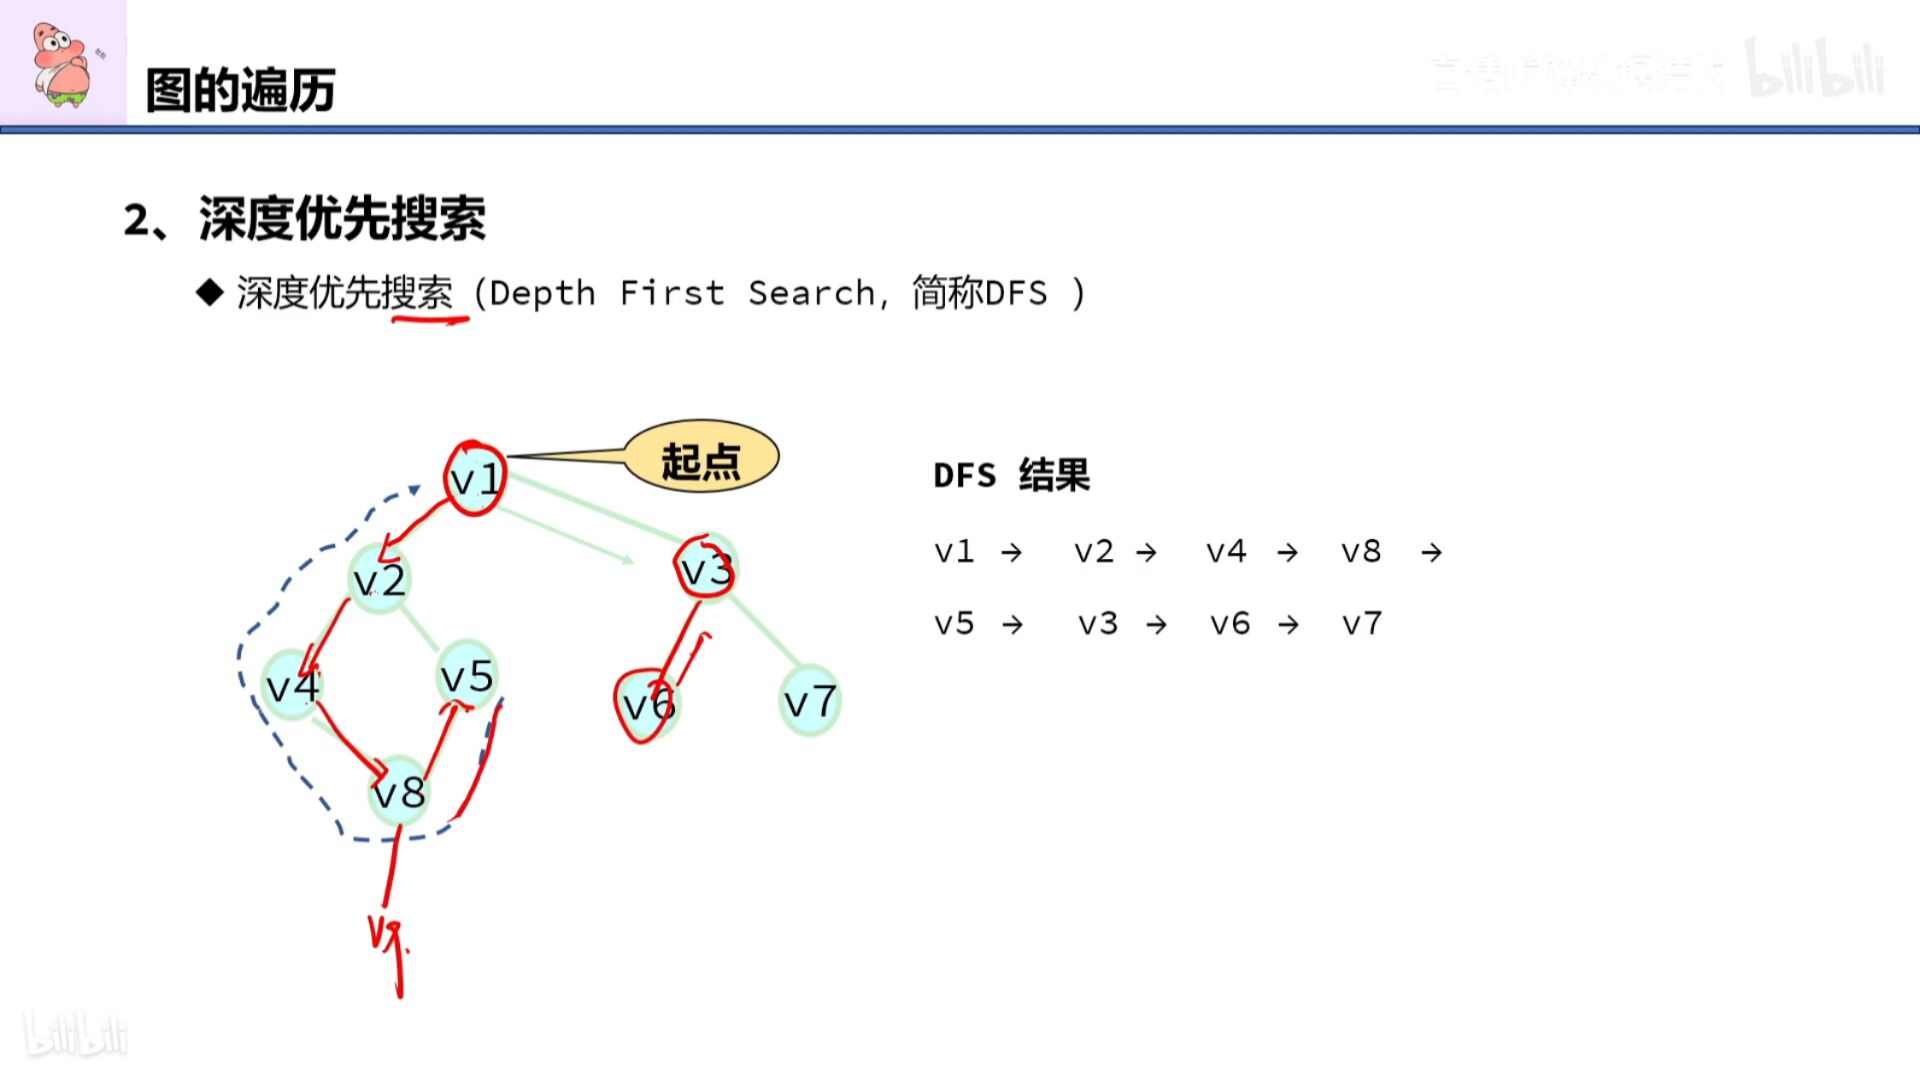 图的遍历
bilibili
2、深度优先搜索
◆ 深度优先搜索（Depth First Search, 简称DFS ）
起点
v1
v2
v3
v4
v5
v6
v7
v8
v9
DFS 结果
v1 → v2 → v4 → v8 →
v5 → v3 → v6 → v7
bilibili